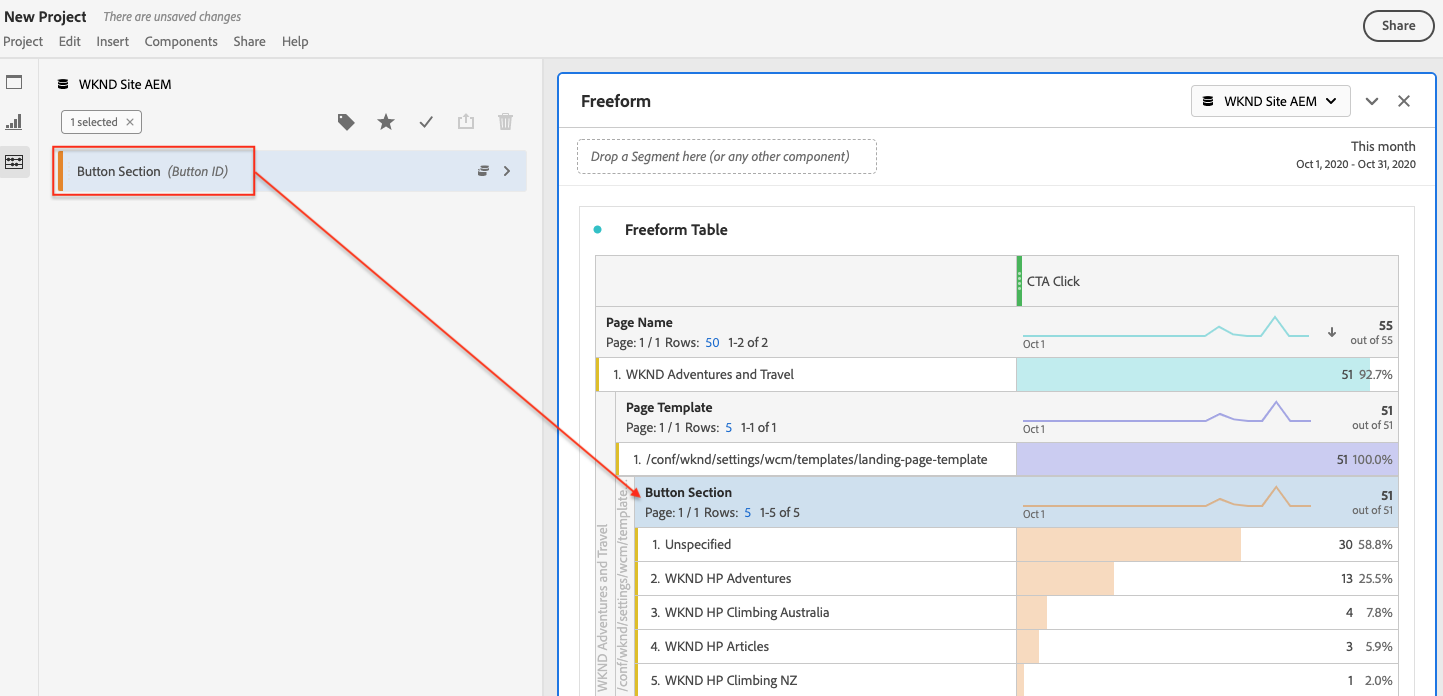 New Project There are unsaved changes
Share
Project Edit Insert Components Share Help
WKND Site AEM
1 selected
Button Section (Button ID)
Freeform
WKND Site AEM
Drop a Segment here (or any other component)
This month
Oct 1, 2020 - Oct 31, 2020
Freeform Table
CTA Click
Page Name
Page: 1 / 1 Rows: 50 1-2 of 2
Oct 1
55
out of 55
1. WKND Adventures and Travel 51 92.7%
Page Template
Page: 1 / 1 Rows: 5 1-1 of 1
Oct 1
51
out of 51
1. /conf/wknd/settings/wcm/templates/landing-page-template 51 100.0%
Button Section
Page: 1 / 1 Rows: 5 1-5 of 5
Oct 1
51
out of 51
1. Unspecified 30 58.8%
2. WKND HP Adventures 13 25.5%
3. WKND HP Climbing Australia 4 7.8%
4. WKND HP Articles 3 5.9%
5. WKND HP Climbing NZ 1 2.0%
WKND Adventures and Travel
/conf/wknd/settings/wcm/template...